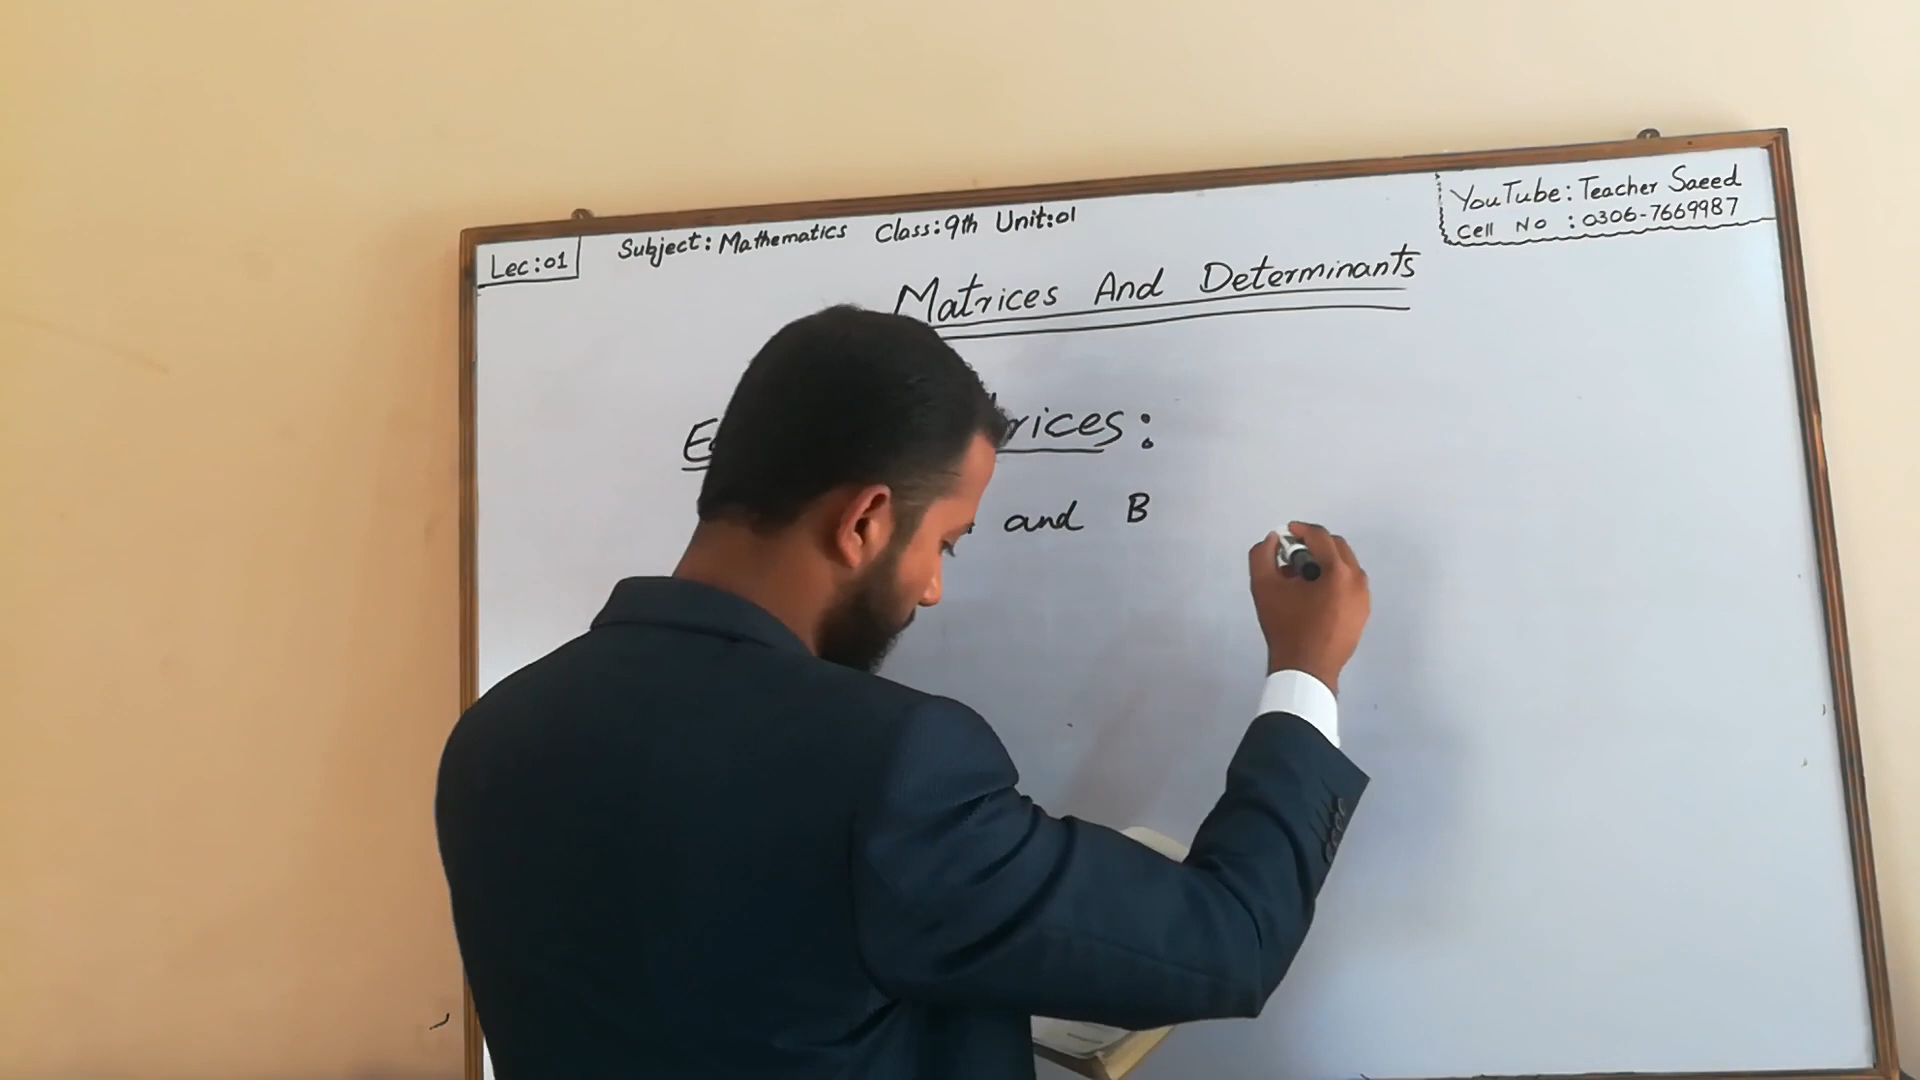 Lec:01
Subject: Mathematics Class: 9th Unit:01
YouTube: Teacher Saeed
Cell No : 0306-7669987
Matrices And Determinants
and B